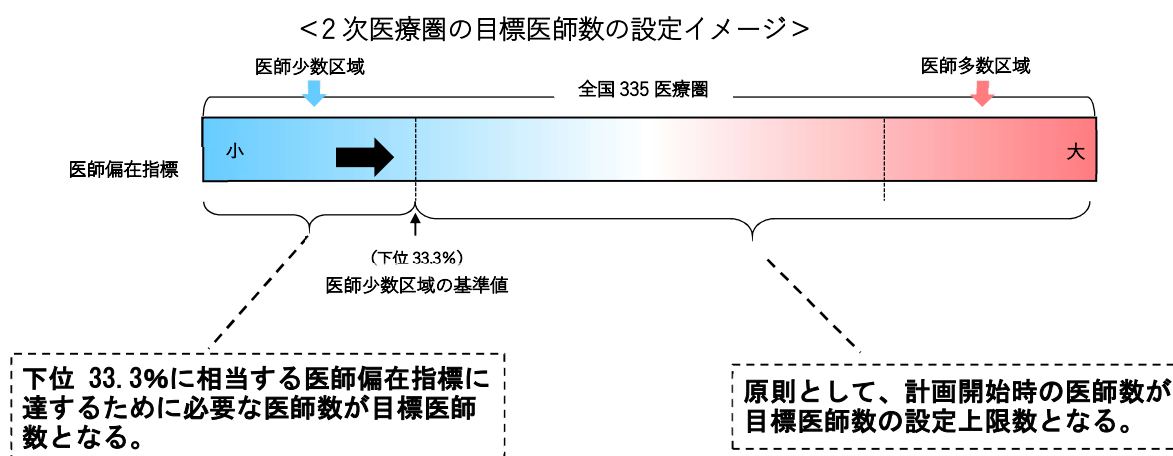 ＜2次医療圏の目標医師数の設定イメージ＞
医師少数区域
医師多数区域
全国335医療圏
小
大
医師偏在指標
（下位33.3%）
医師少数区域の基準値
下位 33.3%に相当する医師偏在指標に
達するために必要な医師数が目標医師
数となる。
原則として、計画開始時の医師数が
目標医師数の設定上限数となる。